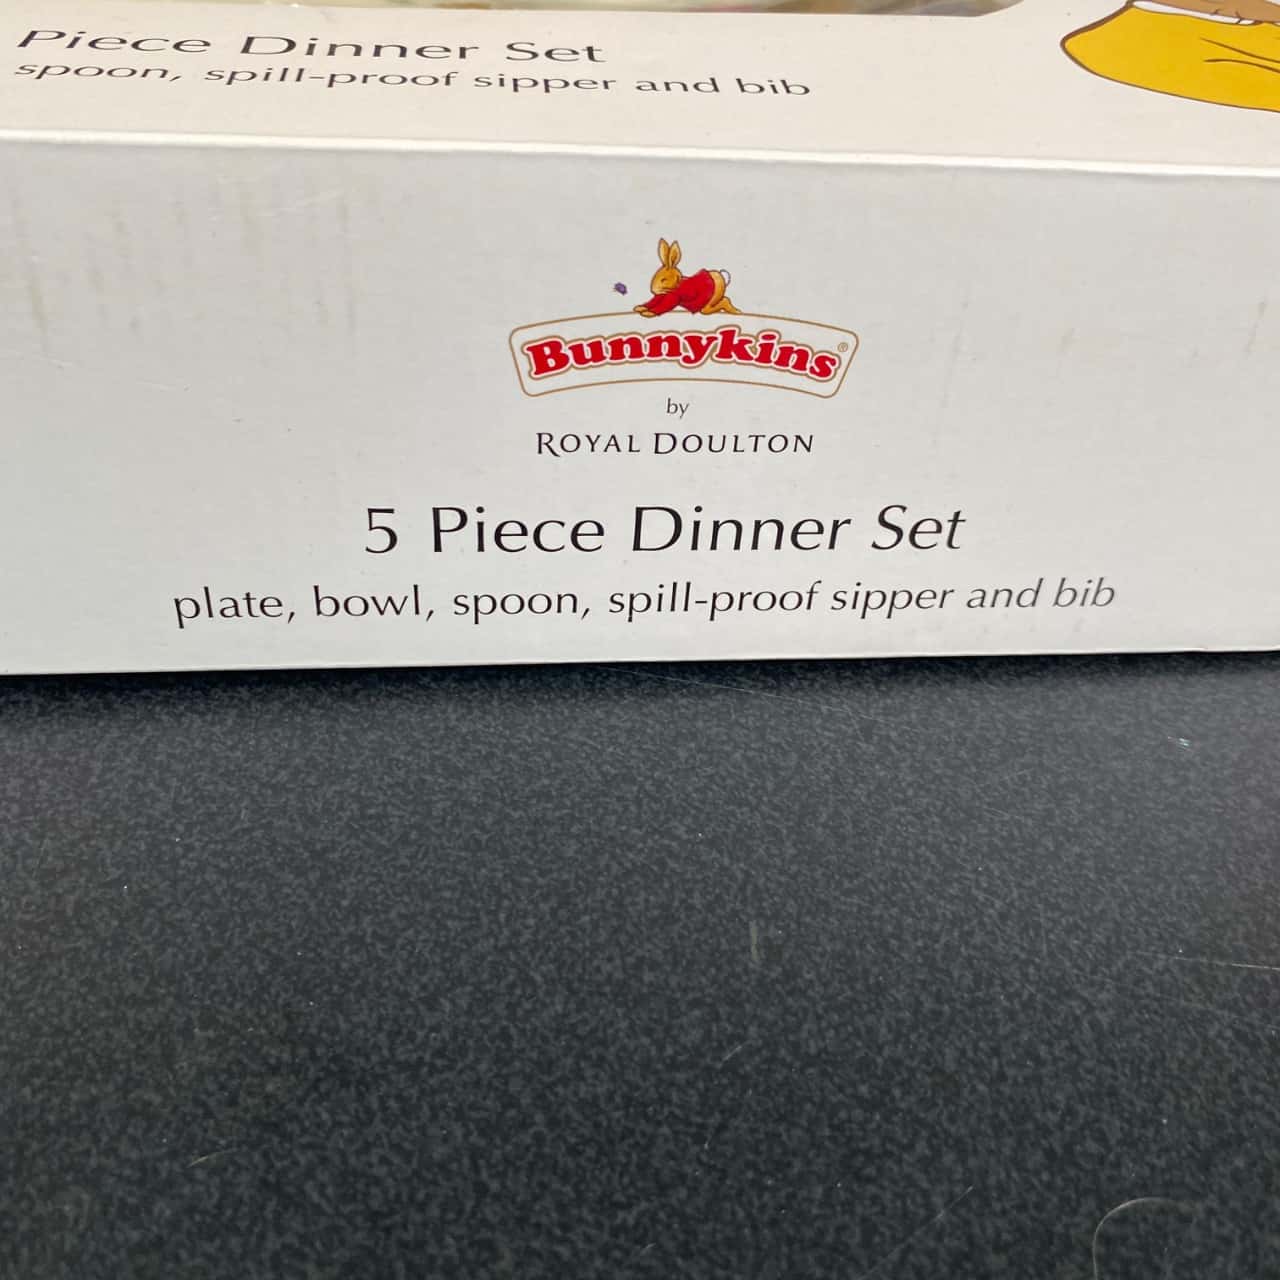 Piece Dinner Set
spoon, spill-proof sipper and bib
Bunnykins®
by
ROYAL DOULTON
5 Piece Dinner Set
plate, bowl, spoon, spill-proof sipper and bib